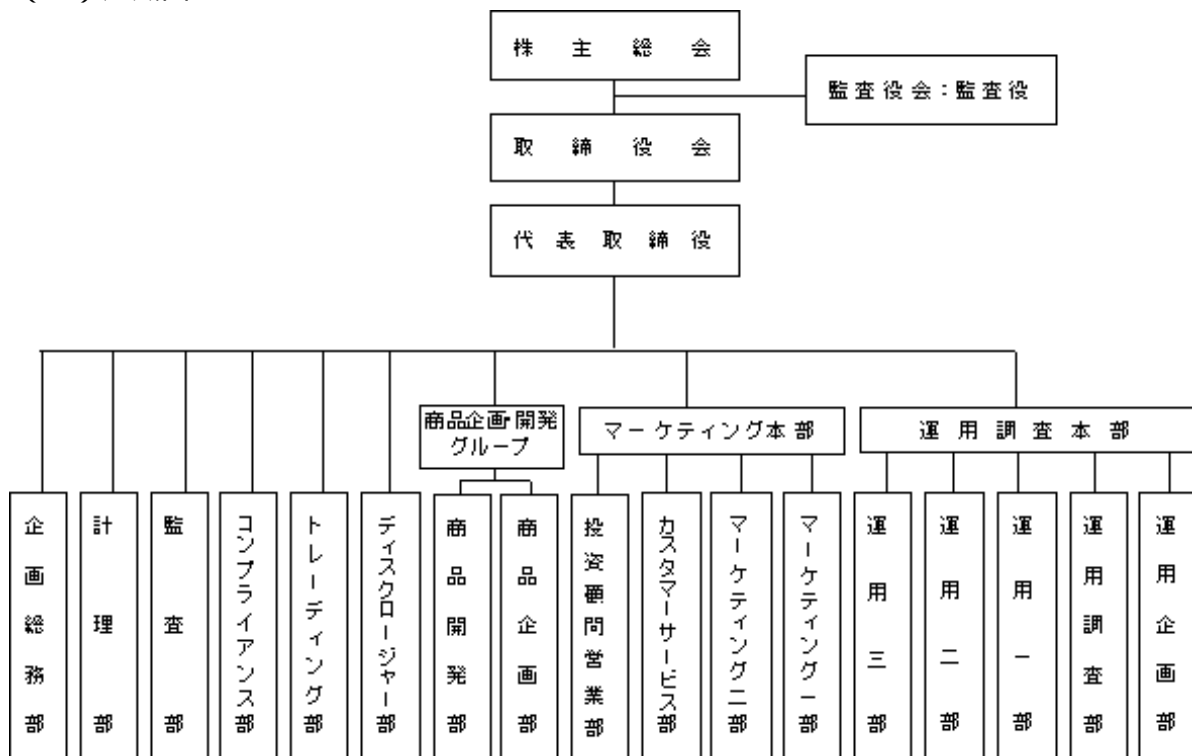 株主総会
監査役会：監査役
取締役会
代表取締役
商品企画・開発
グループ
マーケティング本部
運用調査本部
企画総務部
計理部
監査部
コンプライアンス部
トレーディング部
ディスクロージャー部
商品開発部
商品企画部
投資顧問営業部
カスタマーサービス部
マーケティング二部
マーケティング一部
運用三部
運用二部
運用一部
運用調査部
運用企画部